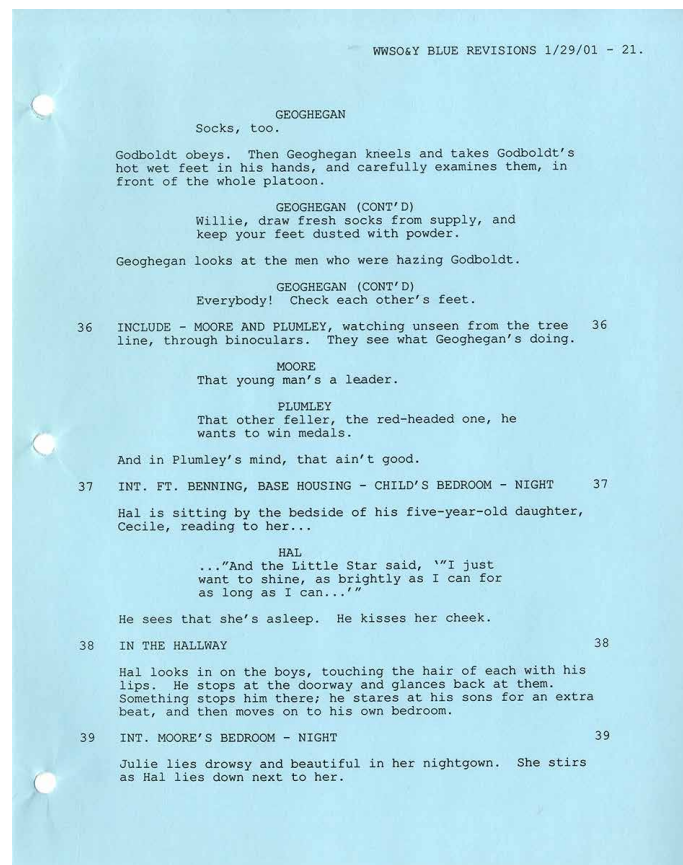 WWSO&Y BLUE REVISIONS 1/29/01 - 21.
GEOGHEGAN
Socks, too.
Godboldt obeys. Then Geoghegan kneels and takes Godboldt's
hot wet feet in his hands, and carefully examines them, in
front of the whole platoon.
GEOGHEGAN (CONT'D)
Willie, draw fresh socks from supply, and
keep your feet dusted with powder.
Geoghegan looks at the men who were hazing Godboldt.
GEOGHEGAN (CONT'D)
Everybody! Check each other's feet.
36 INCLUDE - MOORE AND PLUMLEY, watching unseen from the tree 36
line, through binoculars. They see what Geoghegan's doing.
MOORE
That young man's a leader.
PLUMLEY
That other feller, the red-headed one, he
wants to win medals.
And in Plumley's mind, that ain't good.
37 INT. FT. BENNING, BASE HOUSING - CHILD'S BEDROOM - NIGHT 37
Hal is sitting by the bedside of his five-year-old daughter,
Cecile, reading to her...
HAL
..."And the Little Star said, '"I just
want to shine, as brightly as I can for
as long as I can...'"
He sees that she's asleep. He kisses her cheek.
38 IN THE HALLWAY 38
Hal looks in on the boys, touching the hair of each with his
lips. He stops at the doorway and glances back at them.
Something stops him there; he stares at his sons for an extra
beat, and then moves on to his own bedroom.
39 INT. MOORE'S BEDROOM - NIGHT 39
Julie lies drowsy and beautiful in her nightgown. She stirs
as Hal lies down next to her.